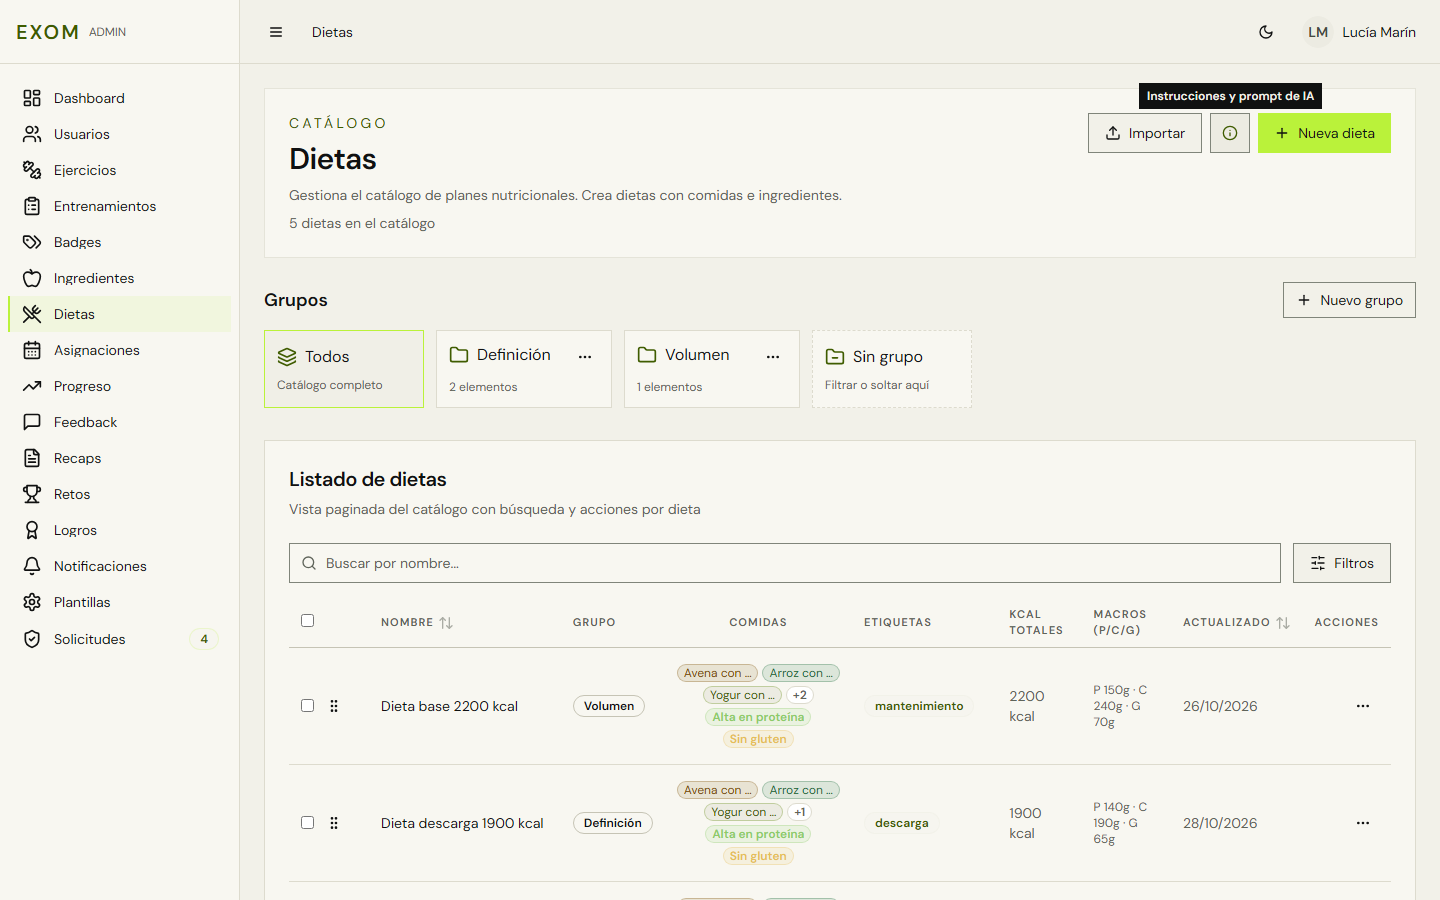 EXOM ADMIN
Dietas
LM Lucía Marín
Dashboard
Usuarios
Ejercicios
Entrenamientos
Badges
Ingredientes
Dietas
Asignaciones
Progreso
Feedback
Recaps
Retos
Logros
Notificaciones
Plantillas
Solicitudes 4
Instrucciones y prompt de IA
CATÁLOGO
Importar
Nueva dieta
Dietas
Gestiona el catálogo de planes nutricionales. Crea dietas con comidas e ingredientes.
5 dietas en el catálogo
Grupos
Nuevo grupo
Todos
Catálogo completo
Definición
2 elementos
Volumen
1 elementos
Sin grupo
Filtrar o soltar aquí
Listado de dietas
Vista paginada del catálogo con búsqueda y acciones por dieta
Buscar por nombre...
Filtros
NOMBRE
GRUPO
COMIDAS
ETIQUETAS
KCAL
TOTALES
MACROS
(P/C/G)
ACTUALIZADO
ACCIONES
Dieta base 2200 kcal
Volumen
Avena con ... Arroz con ...
Yogur con ... +2
Alta en proteína
Sin gluten
mantenimiento
2200
kcal
P 150g · C
240g · G
70g
26/10/2026
Dieta descarga 1900 kcal
Definición
Avena con ... Arroz con ...
Yogur con ... +1
Alta en proteína
Sin gluten
descarga
1900
kcal
P 140g · C
190g · G
65g
28/10/2026